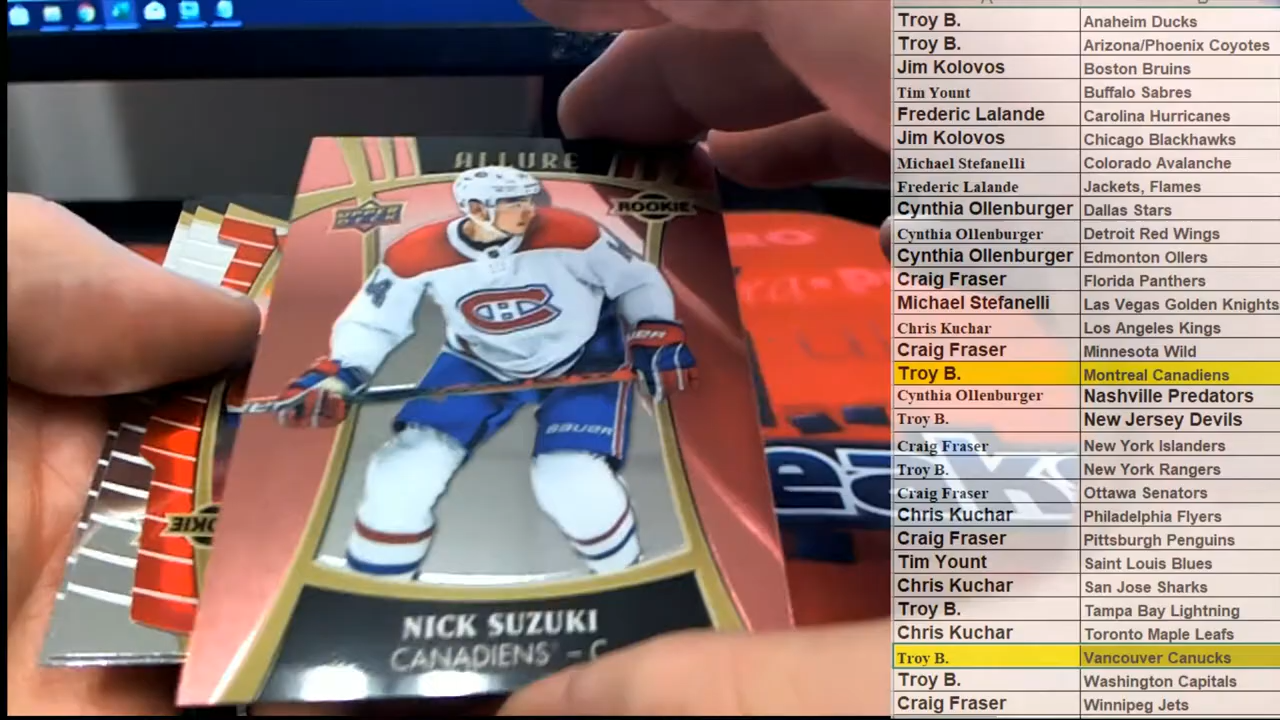 ALLURE
UPPER DECK
ROOKIE
14
BAUER
BAUER
NICK SUZUKI
CANADIENS - C
Troy B. Anaheim Ducks
Troy B. Arizona/Phoenix Coyotes
Jim Kolovos Boston Bruins
Tim Yount Buffalo Sabres
Frederic Lalande Carolina Hurricanes
Jim Kolovos Chicago Blackhawks
Michael Stefanelli Colorado Avalanche
Frederic Lalande Jackets, Flames
Cynthia Ollenburger Dallas Stars
Cynthia Ollenburger Detroit Red Wings
Cynthia Ollenburger Edmonton Oilers
Craig Fraser Florida Panthers
Michael Stefanelli Las Vegas Golden Knights
Chris Kuchar Los Angeles Kings
Craig Fraser Minnesota Wild
Troy B. Montreal Canadiens
Cynthia Ollenburger Nashville Predators
Troy B. New Jersey Devils
Craig Fraser New York Islanders
Troy B. New York Rangers
Craig Fraser Ottawa Senators
Chris Kuchar Philadelphia Flyers
Craig Fraser Pittsburgh Penguins
Tim Yount Saint Louis Blues
Chris Kuchar San Jose Sharks
Troy B. Tampa Bay Lightning
Chris Kuchar Toronto Maple Leafs
Troy B. Vancouver Canucks
Troy B. Washington Capitals
Craig Fraser Winnipeg Jets